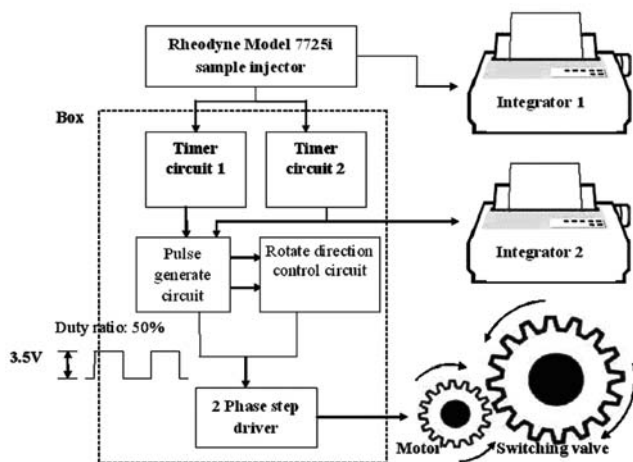 Rheodyne Model 7725i
sample injector
Integrator 1
Box
Timer
circuit 1
Timer
circuit 2
Integrator 2
Pulse
generate
circuit
Rotate direction
control circuit
Duty ratio: 50%
3.5V
2 Phase step
driver
Motor
Switching valve